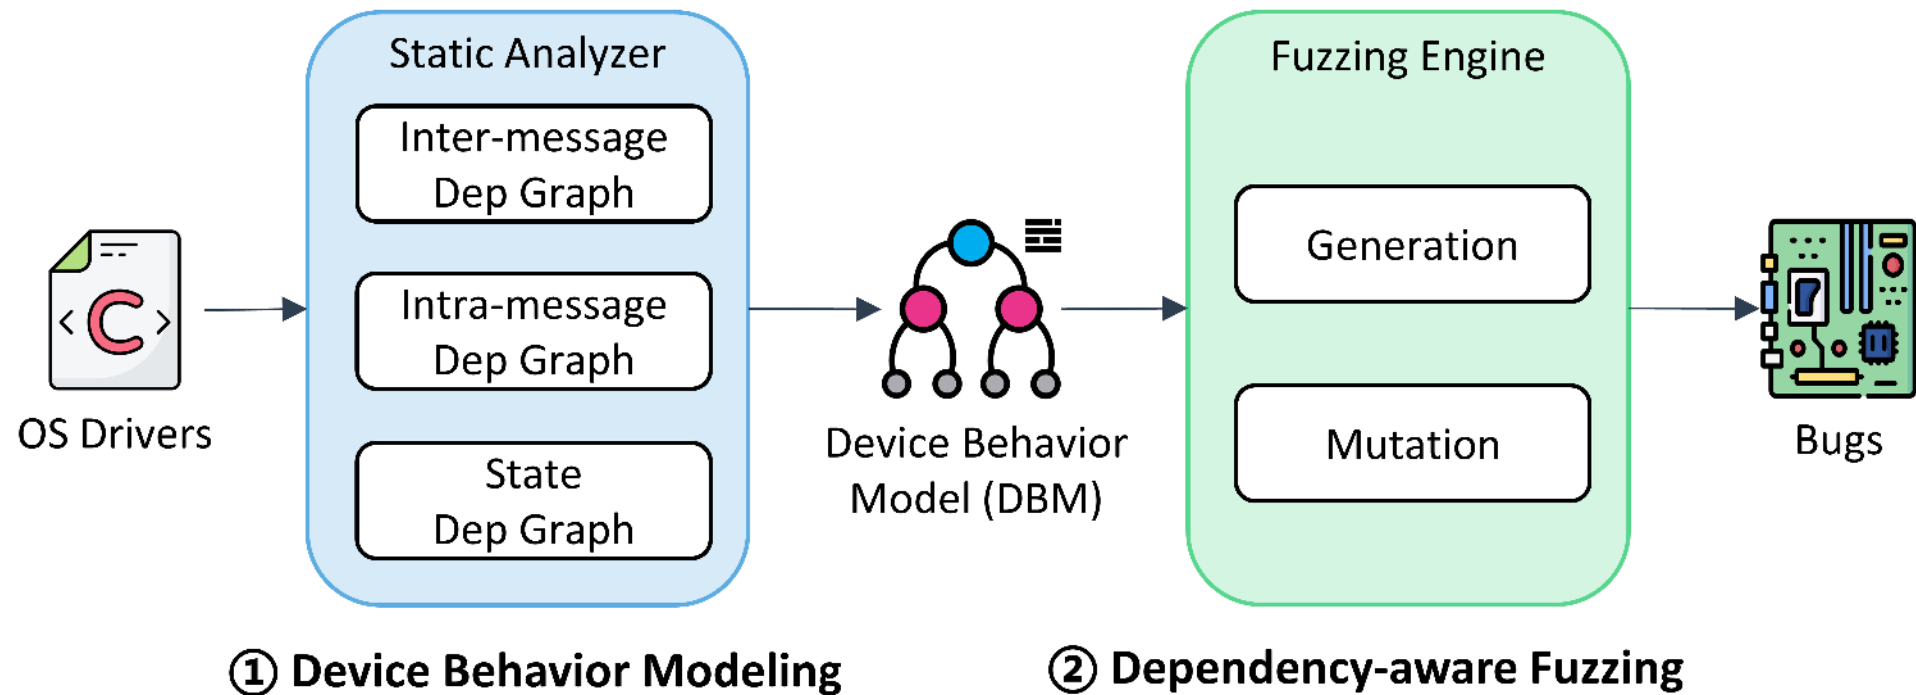 Static Analyzer
Inter-message
Dep Graph
Intra-message
Dep Graph
State
Dep Graph
< C >
OS Drivers
Device Behavior
Model (DBM)
Fuzzing Engine
Generation
Mutation
Bugs
① Device Behavior Modeling
② Dependency-aware Fuzzing